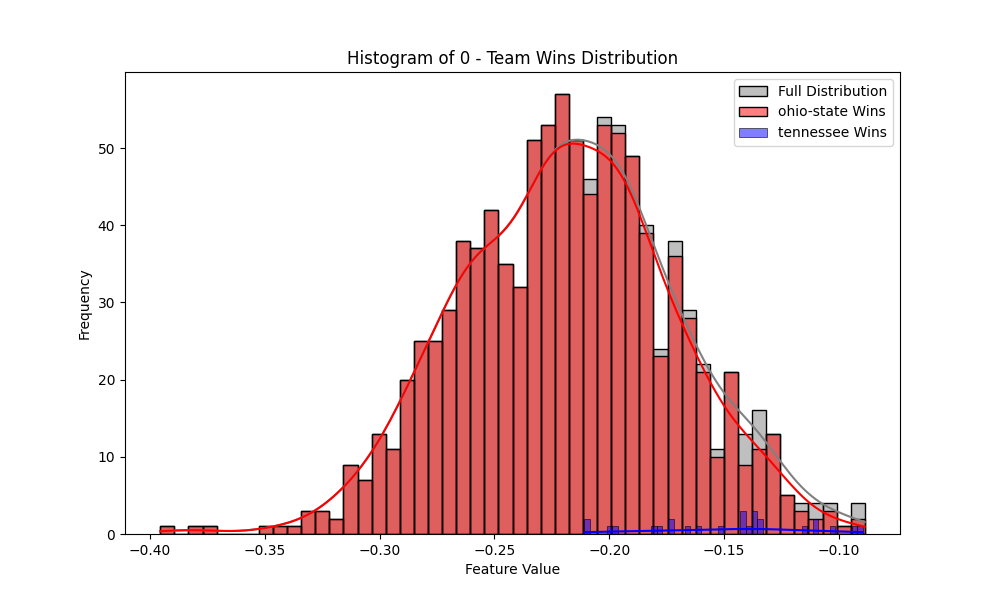 Histogram of 0 - Team Wins Distribution
Full Distribution
ohio-state Wins
tennessee Wins
Frequency
50
40
30
20
10
0
−0.40 −0.35 −0.30 −0.25 −0.20 −0.15 −0.10
Feature Value